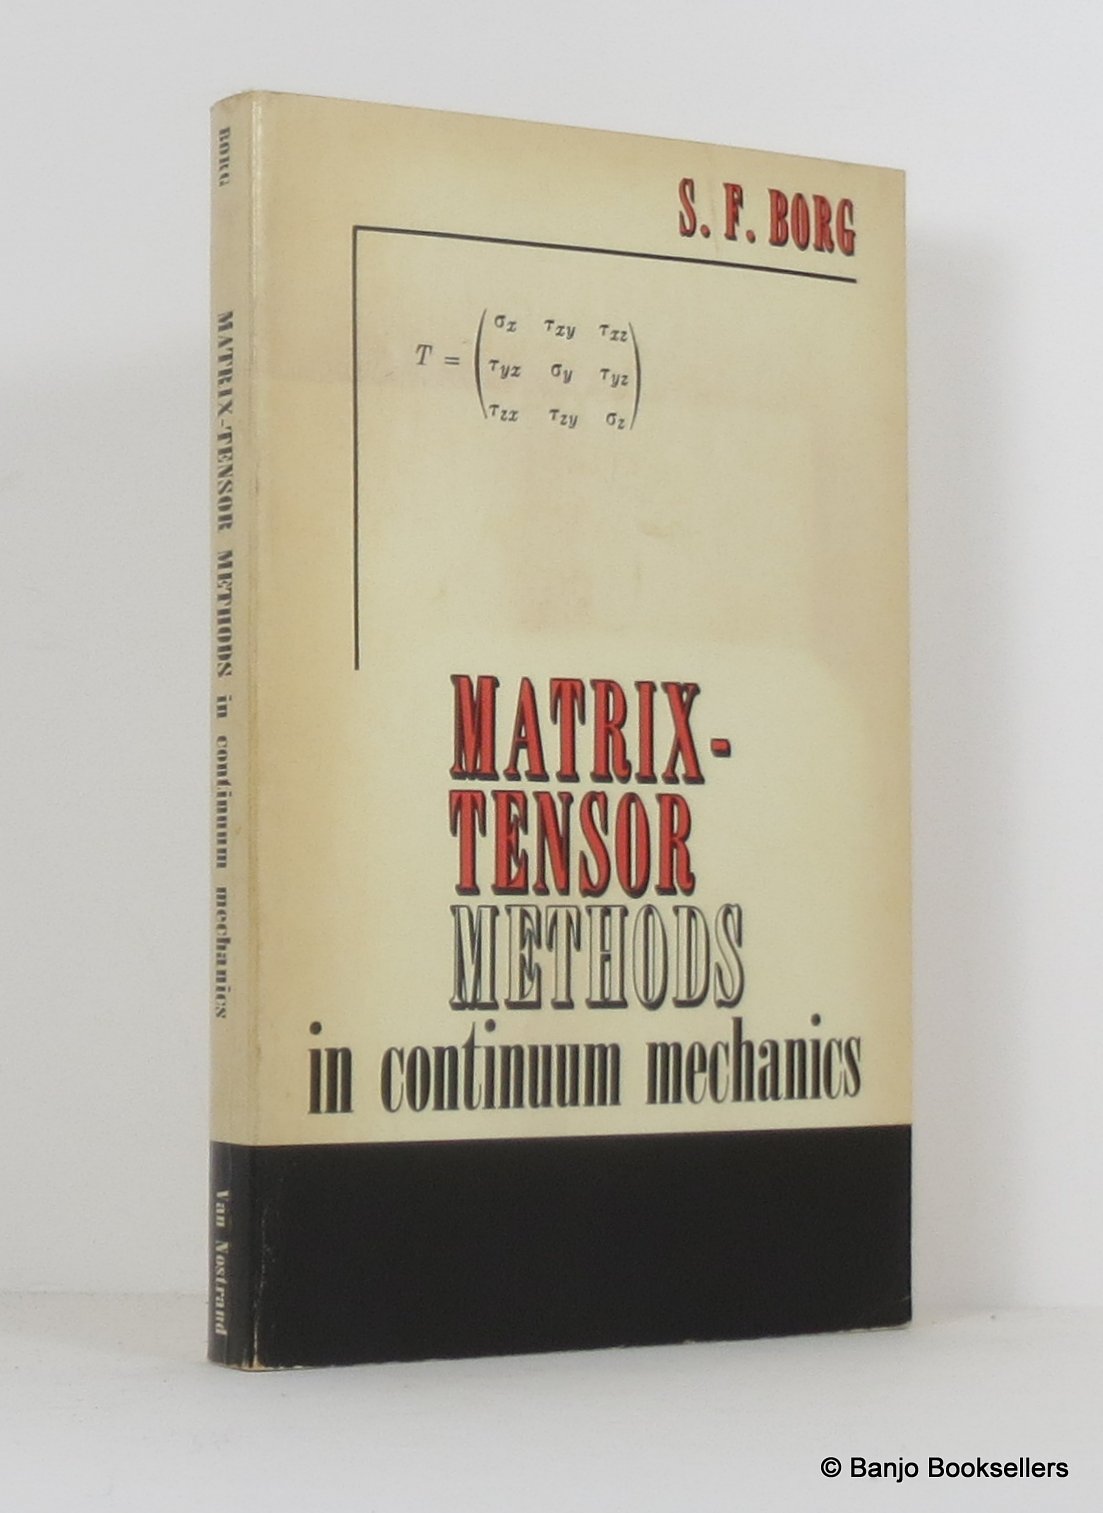 S. F. BORG
T = (σx τxy τxz
τyx σy τyz
τzx τzy σz)
MATRIX-
TENSOR
METHODS
in continuum mechanics
BORG MATRIX-TENSOR METHODS in continuum mechanics Van Nostrand
© Banjo Booksellers